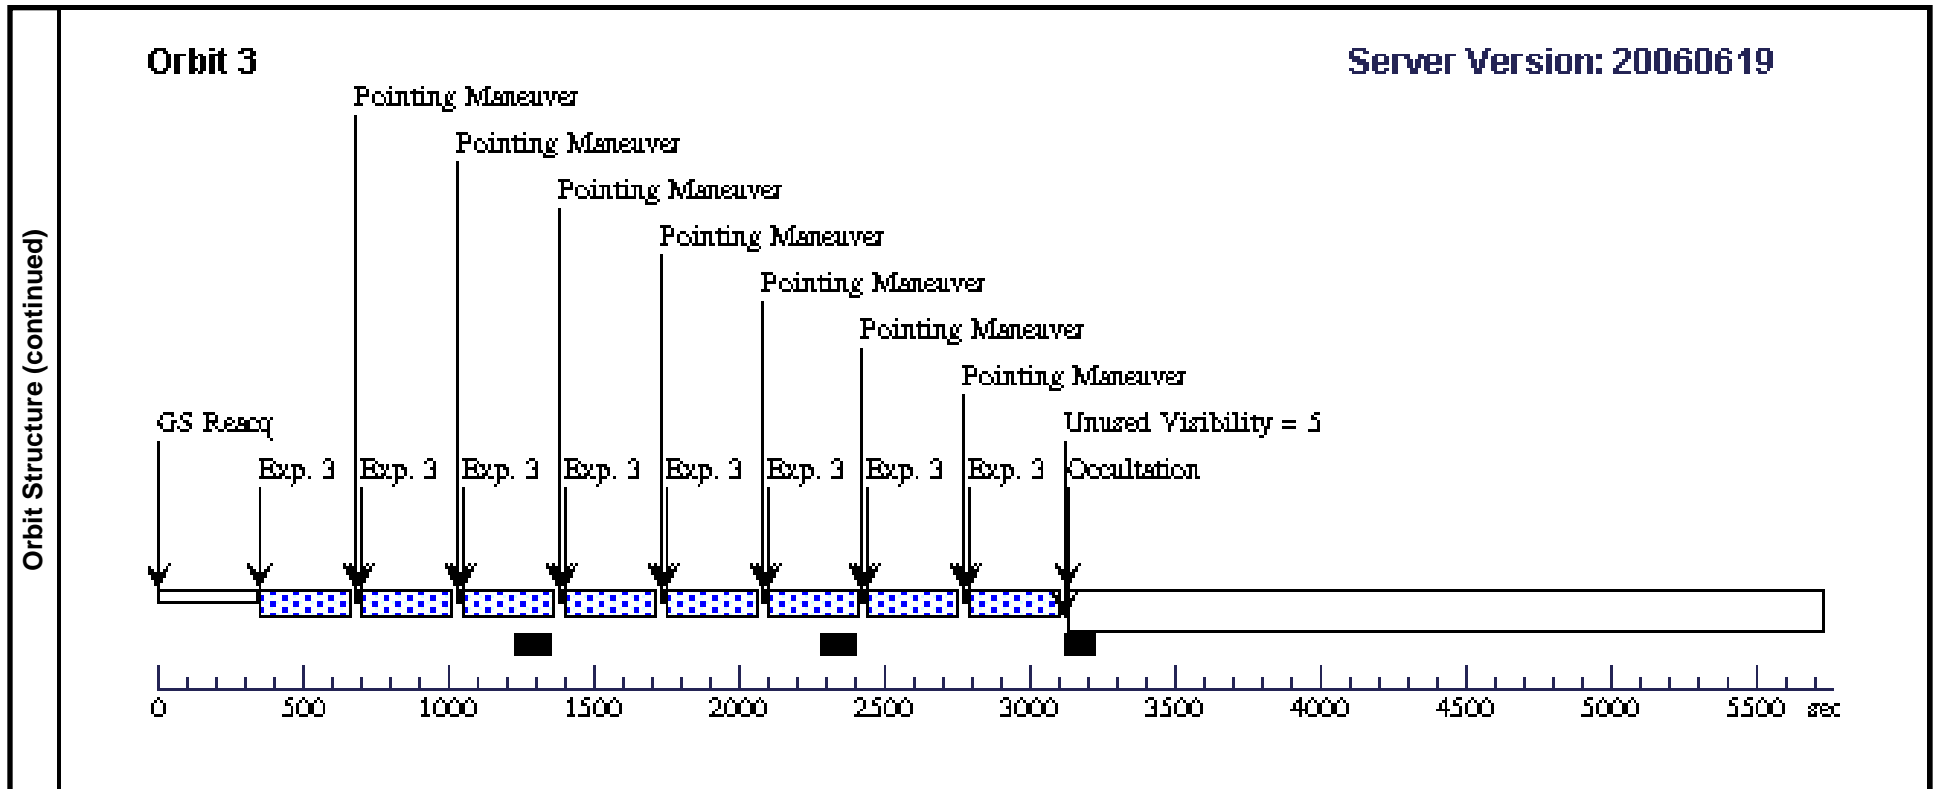 Orbit Structure (continued)
Orbit 3
Server Version: 20060619
Pointing Maneuver
Pointing Maneuver
Pointing Maneuver
Pointing Maneuver
Pointing Maneuver
Pointing Maneuver
Pointing Maneuver
GS Reacq
Unused Visibility = 5
Exp. 3
Exp. 3
Exp. 3
Exp. 3
Exp. 3
Exp. 3
Exp. 3
Exp. 3
Occultation
0 500 1000 1500 2000 2500 3000 3500 4000 4500 5000 5500 sec